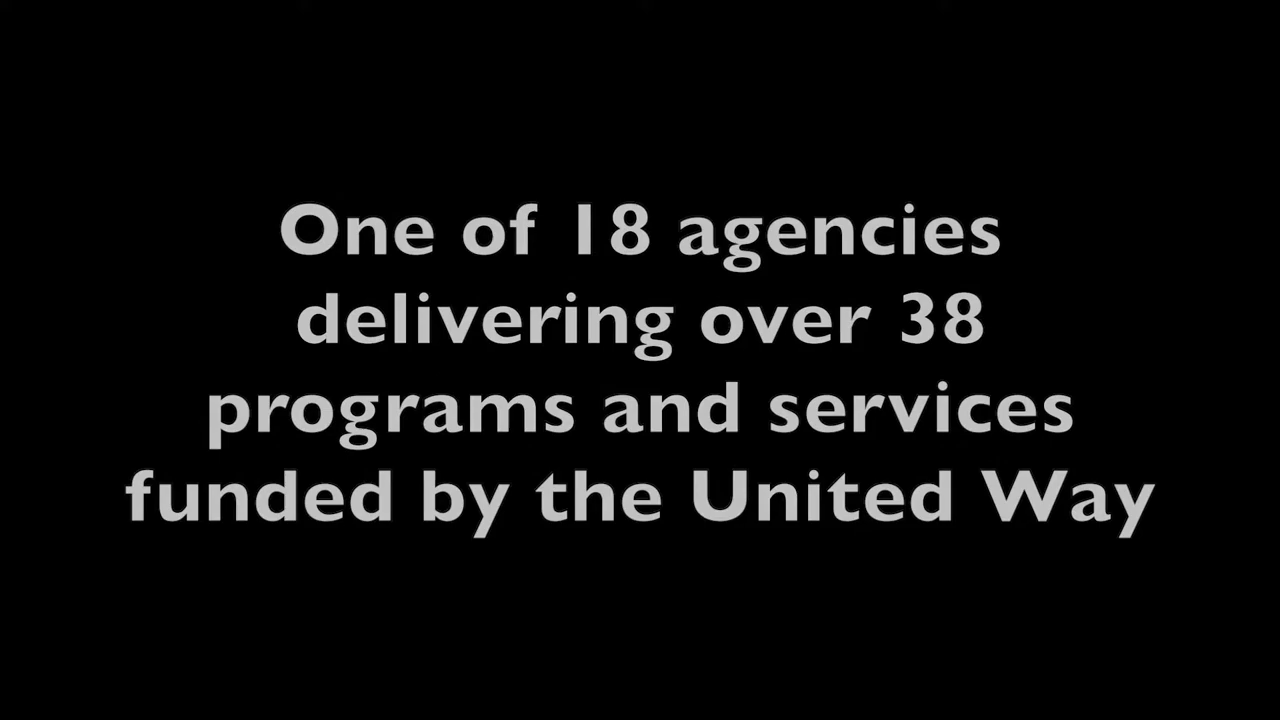 One of 18 agencies
delivering over 38
programs and services
funded by the United Way